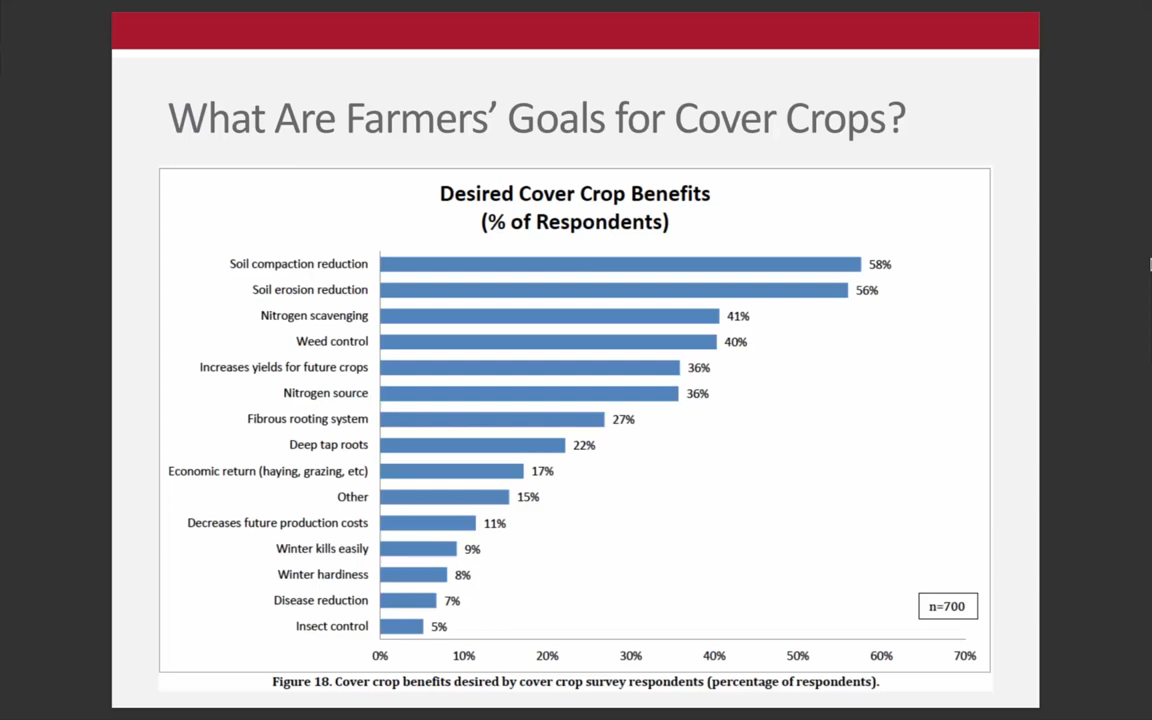 What Are Farmers’ Goals for Cover Crops?
Desired Cover Crop Benefits
(% of Respondents)
Soil compaction reduction 58%
Soil erosion reduction 56%
Nitrogen scavenging 41%
Weed control 40%
Increases yields for future crops 36%
Nitrogen source 36%
Fibrous rooting system 27%
Deep tap roots 22%
Economic return (haying, grazing, etc) 17%
Other 15%
Decreases future production costs 11%
Winter kills easily 9%
Winter hardiness 8%
Disease reduction 7%
n=700
Insect control 5%
0% 10% 20% 30% 40% 50% 60% 70%
Figure 18. Cover crop benefits desired by cover crop survey respondents (percentage of respondents).